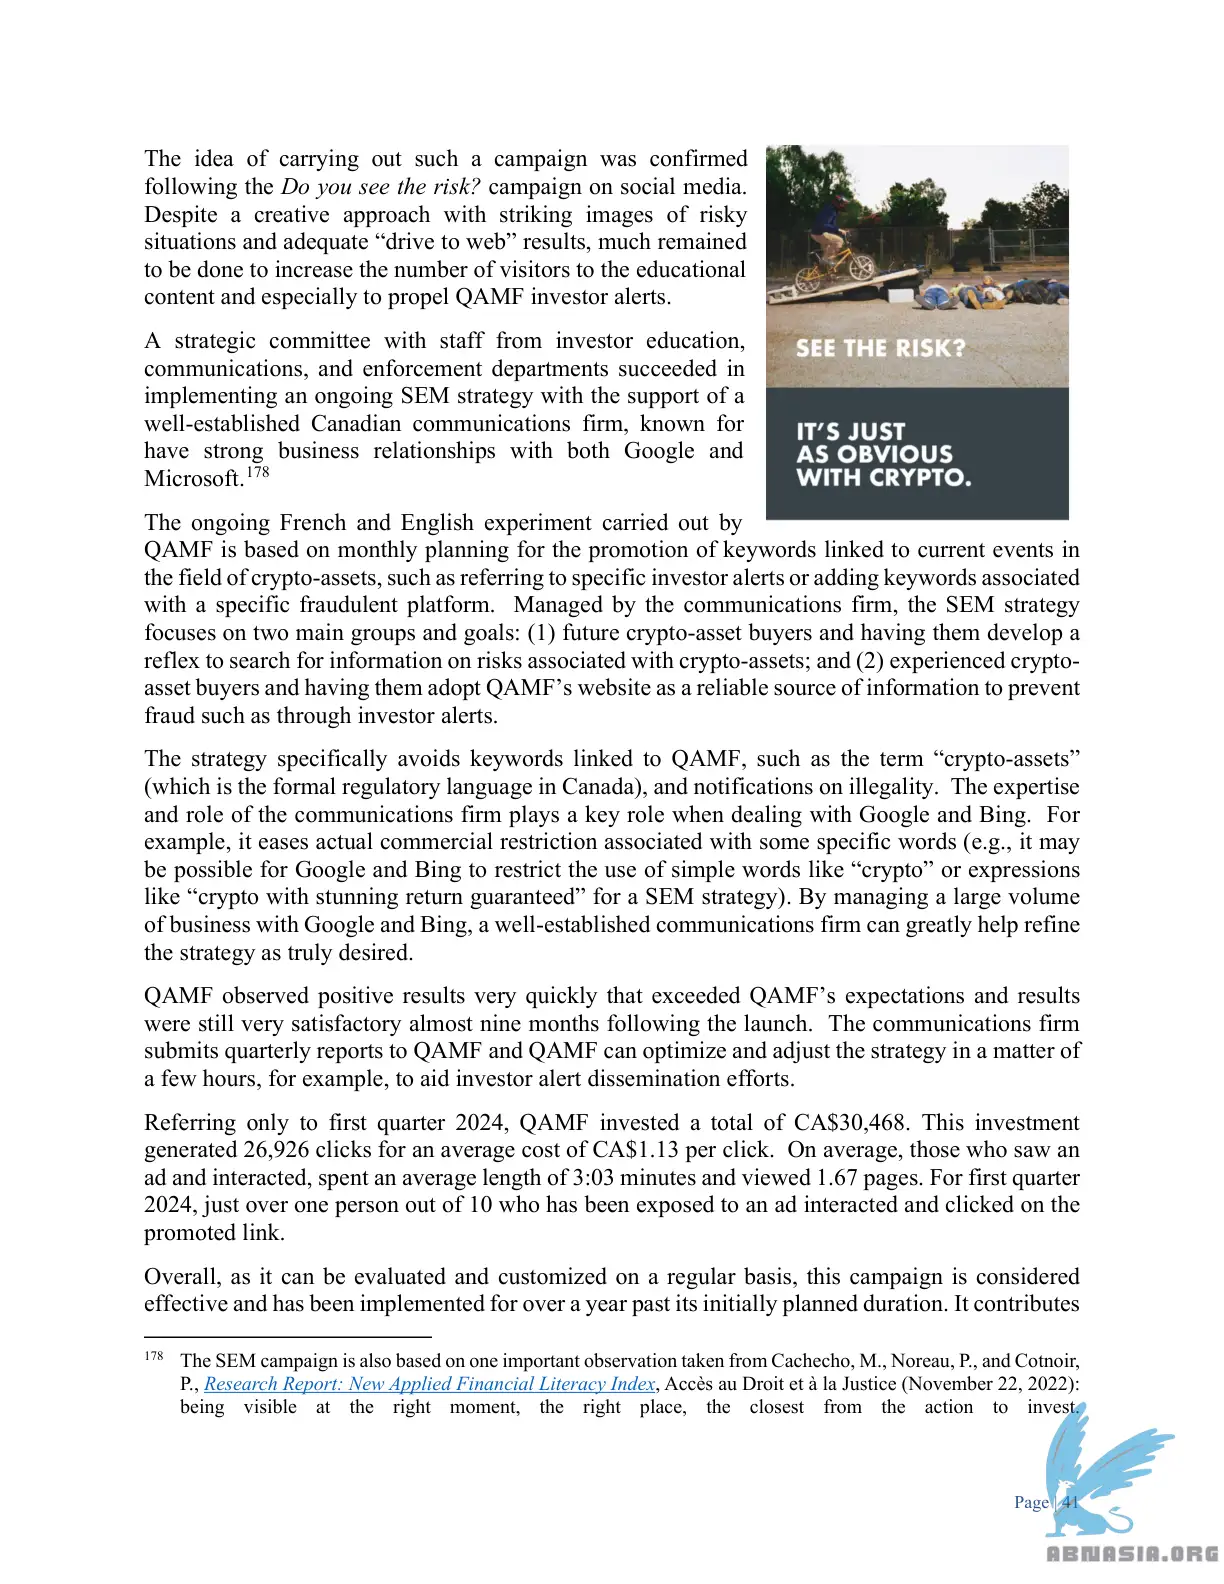 The idea of carrying out such a campaign was confirmed
following the Do you see the risk? campaign on social media.
Despite a creative approach with striking images of risky
situations and adequate “drive to web” results, much remained
to be done to increase the number of visitors to the educational
content and especially to propel QAMF investor alerts.
A strategic committee with staff from investor education,
communications, and enforcement departments succeeded in
implementing an ongoing SEM strategy with the support of a
well-established Canadian communications firm, known for
have strong business relationships with both Google and
Microsoft.178
SEE THE RISK?
IT’S JUST
AS OBVIOUS
WITH CRYPTO.
The ongoing French and English experiment carried out by
QAMF is based on monthly planning for the promotion of keywords linked to current events in
the field of crypto-assets, such as referring to specific investor alerts or adding keywords associated
with a specific fraudulent platform.  Managed by the communications firm, the SEM strategy
focuses on two main groups and goals: (1) future crypto-asset buyers and having them develop a
reflex to search for information on risks associated with crypto-assets; and (2) experienced crypto-
asset buyers and having them adopt QAMF’s website as a reliable source of information to prevent
fraud such as through investor alerts.
The strategy specifically avoids keywords linked to QAMF, such as the term “crypto-assets”
(which is the formal regulatory language in Canada), and notifications on illegality.  The expertise
and role of the communications firm plays a key role when dealing with Google and Bing.  For
example, it eases actual commercial restriction associated with some specific words (e.g., it may
be possible for Google and Bing to restrict the use of simple words like “crypto” or expressions
like “crypto with stunning return guaranteed” for a SEM strategy). By managing a large volume
of business with Google and Bing, a well-established communications firm can greatly help refine
the strategy as truly desired.
QAMF observed positive results very quickly that exceeded QAMF’s expectations and results
were still very satisfactory almost nine months following the launch.  The communications firm
submits quarterly reports to QAMF and QAMF can optimize and adjust the strategy in a matter of
a few hours, for example, to aid investor alert dissemination efforts.
Referring only to first quarter 2024, QAMF invested a total of CA$30,468. This investment
generated 26,926 clicks for an average cost of CA$1.13 per click.  On average, those who saw an
ad and interacted, spent an average length of 3:03 minutes and viewed 1.67 pages. For first quarter
2024, just over one person out of 10 who has been exposed to an ad interacted and clicked on the
promoted link.
Overall, as it can be evaluated and customized on a regular basis, this campaign is considered
effective and has been implemented for over a year past its initially planned duration. It contributes
178 The SEM campaign is also based on one important observation taken from Cachecho, M., Noreau, P., and Cotnoir,
P., Research Report: New Applied Financial Literacy Index, Accès au Droit et à la Justice (November 22, 2022):
being visible at the right moment, the right place, the closest from the action to invest.
Page | 41
ABNASIA.ORG